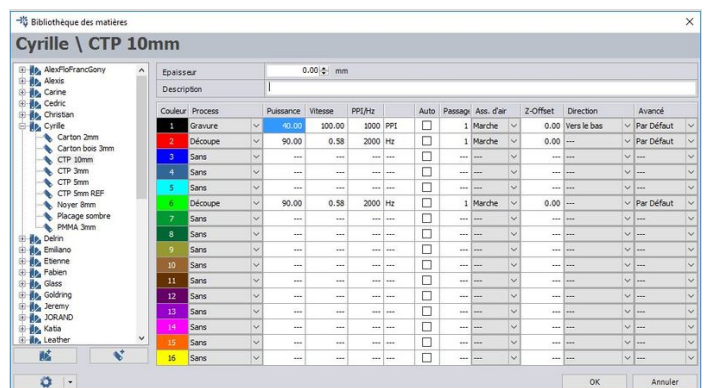 Bibliothèque des matières
Cyrille \ CTP 10mm
AlexFloFrancGony
Alexis
Carine
Cedric
Christian
Cyrille
Carton 2mm
Carton bois 3mm
CTP 10mm
CTP 3mm
CTP 5mm
CTP 5mm REF
Noyer 8mm
Placage sombre
PMMA 3mm
Delrin
Emiliano
Etienne
Fabien
Glass
Goldring
Jeremy
JORAND
Katia
Leather
Epaisseur 0.00 mm
Description
Couleur Process Puissance Vitesse PPI/Hz Auto Passage Ass. d'air Z-Offset Direction Avancé
1 Gravure 40.00 100.00 1000 PPI 1 Marche 0.00 Vers le bas Par Défaut
2 Découpe 90.00 0.58 2000 Hz 1 Marche 0.00 --- Par Défaut
3 Sans --- --- --- --- --- --- --- --- ---
4 Sans --- --- --- --- --- --- --- --- ---
5 Sans --- --- --- --- --- --- --- --- ---
6 Découpe 90.00 0.58 2000 Hz 1 Marche 0.00 --- Par Défaut
7 Sans --- --- --- --- --- --- --- --- ---
8 Sans --- --- --- --- --- --- --- --- ---
9 Sans --- --- --- --- --- --- --- --- ---
10 Sans --- --- --- --- --- --- --- --- ---
11 Sans --- --- --- --- --- --- --- --- ---
12 Sans --- --- --- --- --- --- --- --- ---
13 Sans --- --- --- --- --- --- --- --- ---
14 Sans --- --- --- --- --- --- --- --- ---
15 Sans --- --- --- --- --- --- --- --- ---
16 Sans --- --- --- --- --- --- --- --- ---
OK Annuler